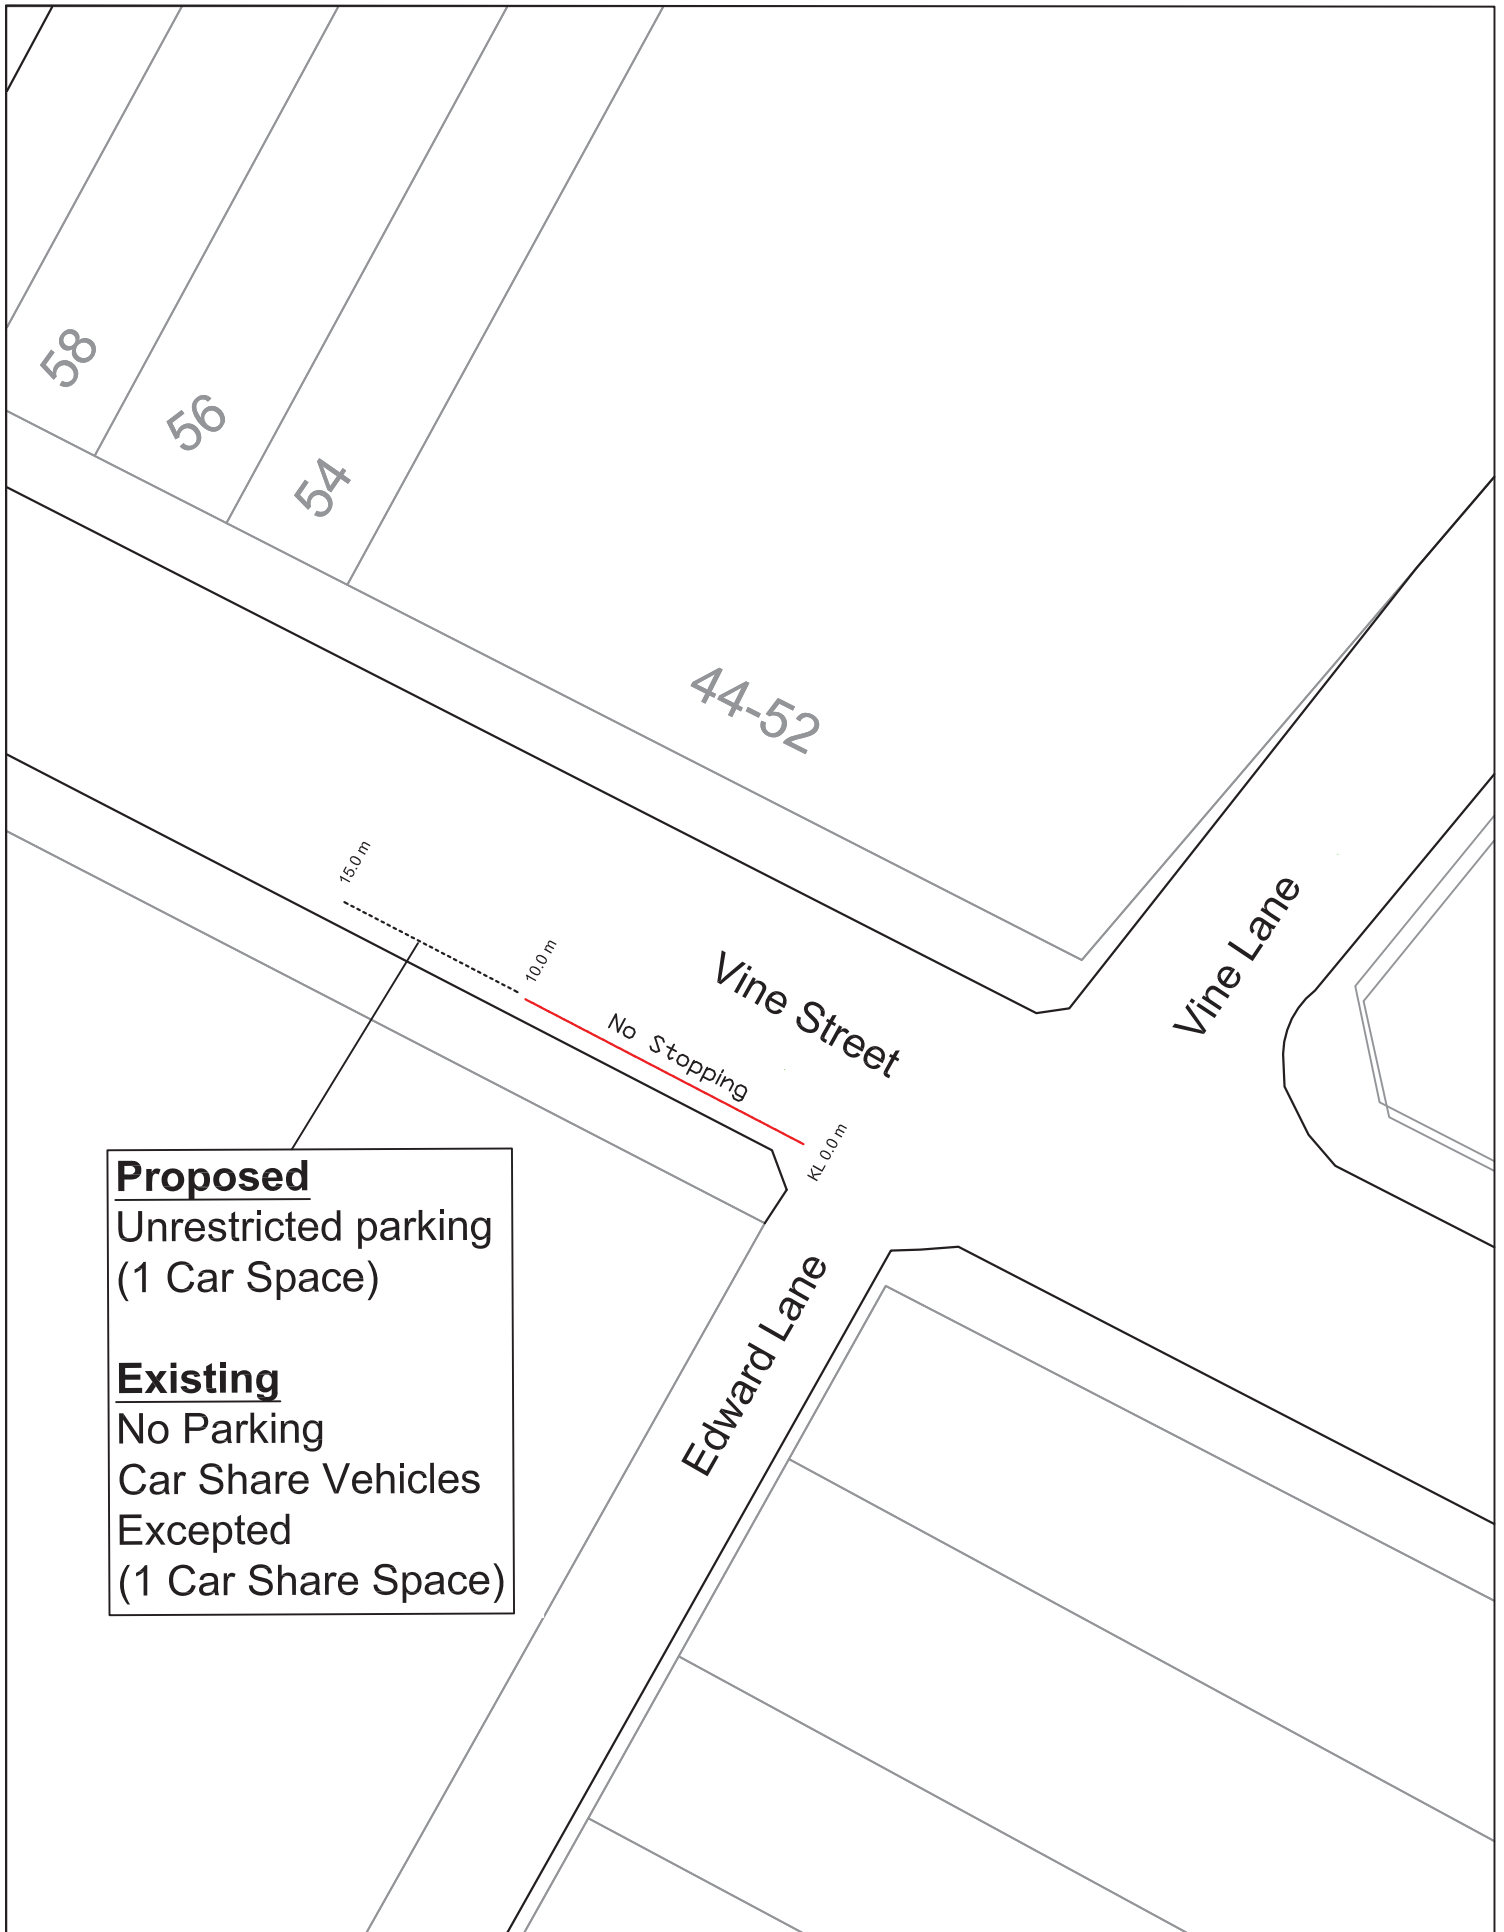 58
56
54
44-52
15.0 m
10.0 m
No Stopping
Vine Street
Vine Lane
KL 0.0 m
Edward Lane
Proposed
Unrestricted parking
(1 Car Space)
Existing
No Parking
Car Share Vehicles
Excepted
(1 Car Share Space)